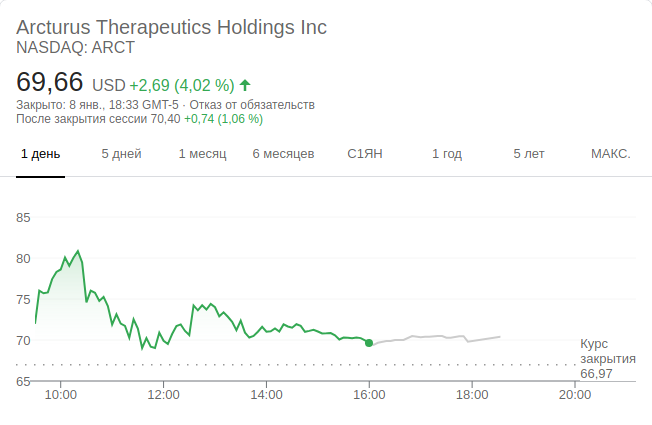 Arcturus Therapeutics Holdings Inc
NASDAQ: ARCT
69,66 USD +2,69 (4,02 %)
Закрыто: 8 янв., 18:33 GMT-5 · Отказ от обязательств
После закрытия сессии 70,40 +0,74 (1,06 %)
1 день 5 дней 1 месяц 6 месяцев С1ЯН 1 год 5 лет МАКС.
85
80
75
70
Курс
закрытия
66,97
65
10:00 12:00 14:00 16:00 18:00 20:00